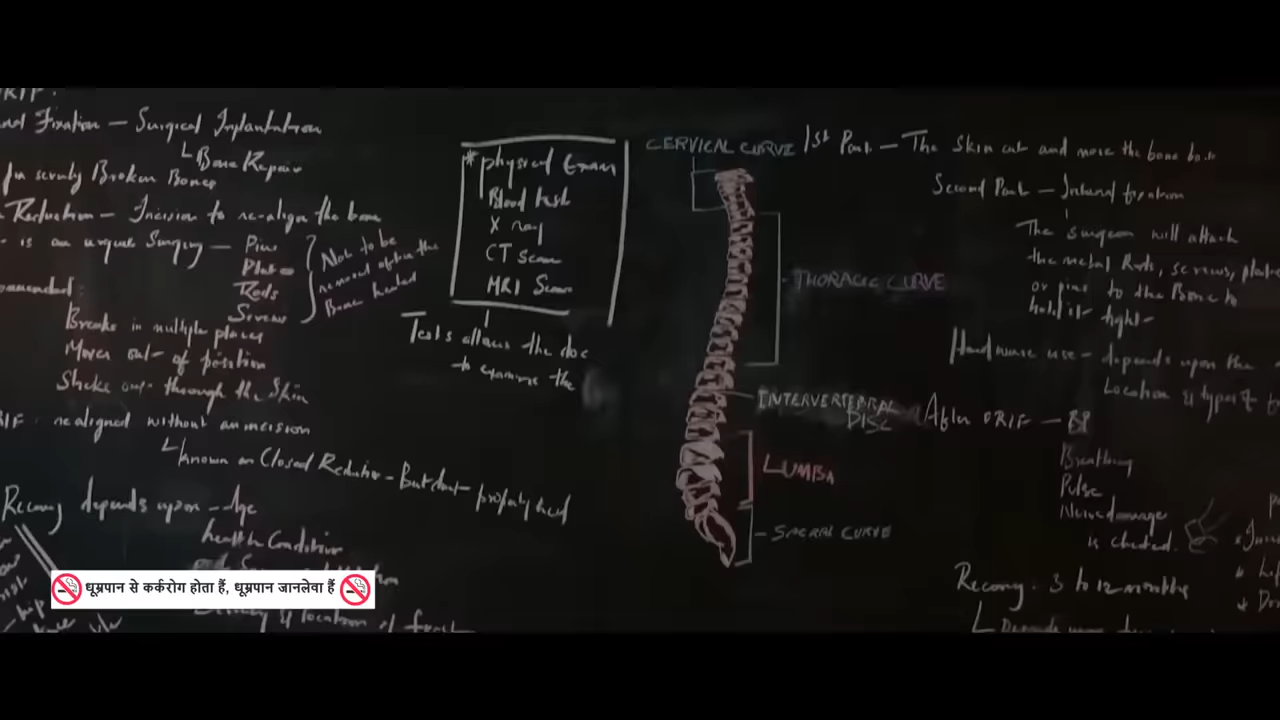 RIF:
Fixation – Surgical Implantation
Bone Repair
Broken Bones
Reduction – Incision to re-align the bone
is an urgent Surgery – Pins
Plates
Rods
Screws
Not to be
Bone healed
Breaks in multiple places
Moves out of position
Sticks out through the Skin
realigned without an incision
known as Closed Reduction – But don't properly heal
Recovery depends upon – Age
health Condition
location of
* physical Exam
Blood test
X ray
CT Scan
MRI Scan
Tests allows the doc
to examine the
CERVICAL CURVE
THORACIC CURVE
INTERVERTEBRAL
DISC
LUMBA
SACRAL CURVE
1st Part – The Skin cut and move the bone
Second Part – Internal fixation
The surgeon will attach
the metal Rods, screws, plates
or pins to the Bone to
hold it tight
Hardware use – depends upon the
Location & types of
After ORIF – BP
Breathing
Pulse
Nerve damage
is checked.
Recovery. 3 to 12 months
धूम्रपान से कर्करोग होता हैं, धूम्रपान जानलेवा हैं